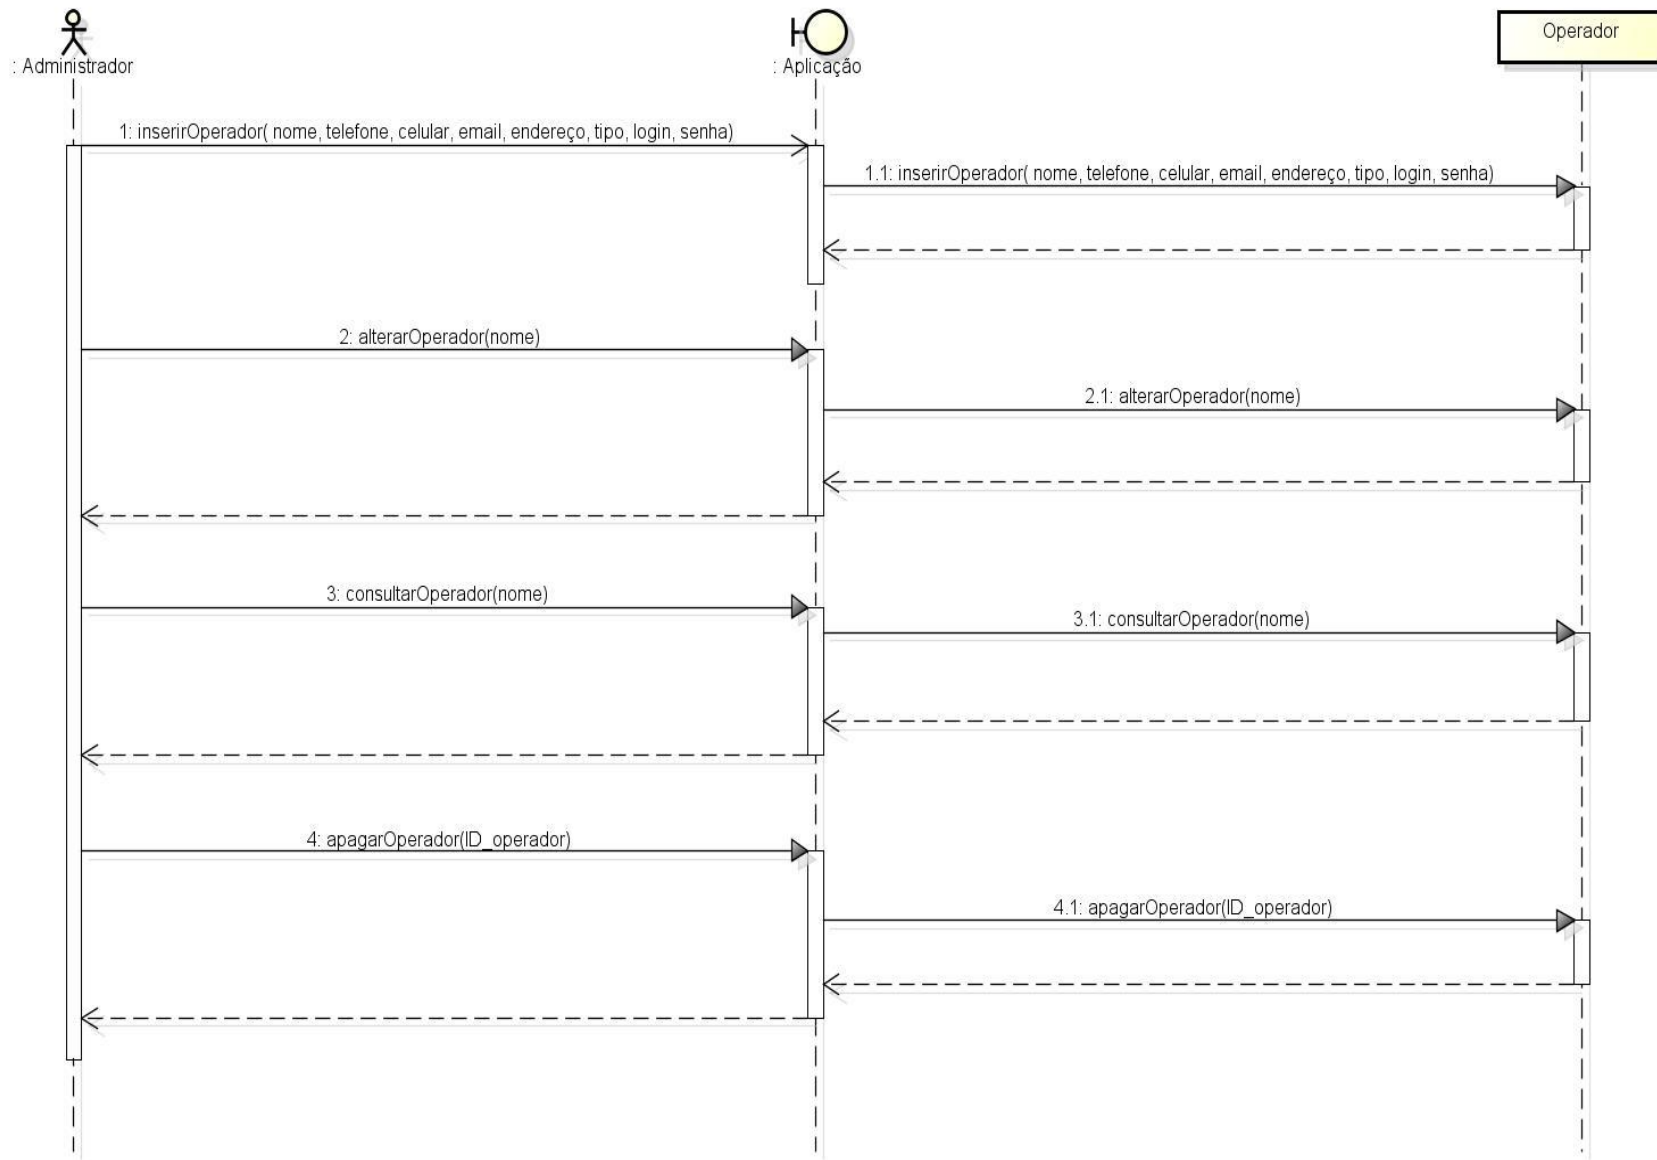 : Administrador
: Aplicação
Operador
1: inserirOperador( nome, telefone, celular, email, endereço, tipo, login, senha)
1.1: inserirOperador( nome, telefone, celular, email, endereço, tipo, login, senha)
2: alterarOperador(nome)
2.1: alterarOperador(nome)
3: consultarOperador(nome)
3.1: consultarOperador(nome)
4: apagarOperador(ID_operador)
4.1: apagarOperador(ID_operador)